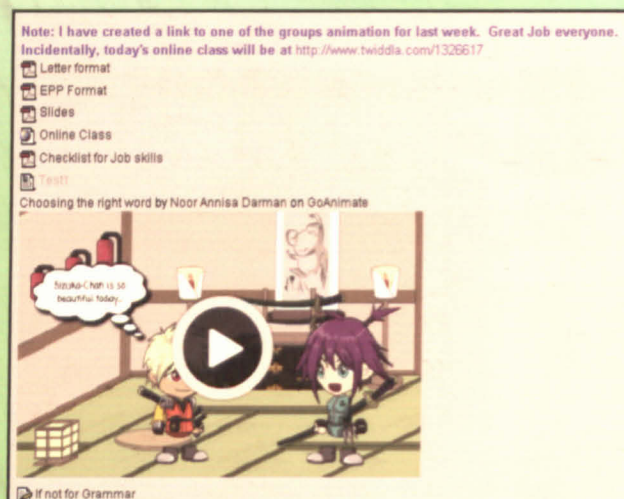 Note: I have created a link to one of the groups animation for last week. Great Job everyone.
Incidentally, today's online class will be at http://www.twiddla.com/1326617
Letter format
EPP Format
Slides
Online Class
Checklist for Job skills
Test1
Choosing the right word by Noor Annisa Darman on GoAnimate
Sizuka-Chan is so
beautiful today..
If not for Grammar